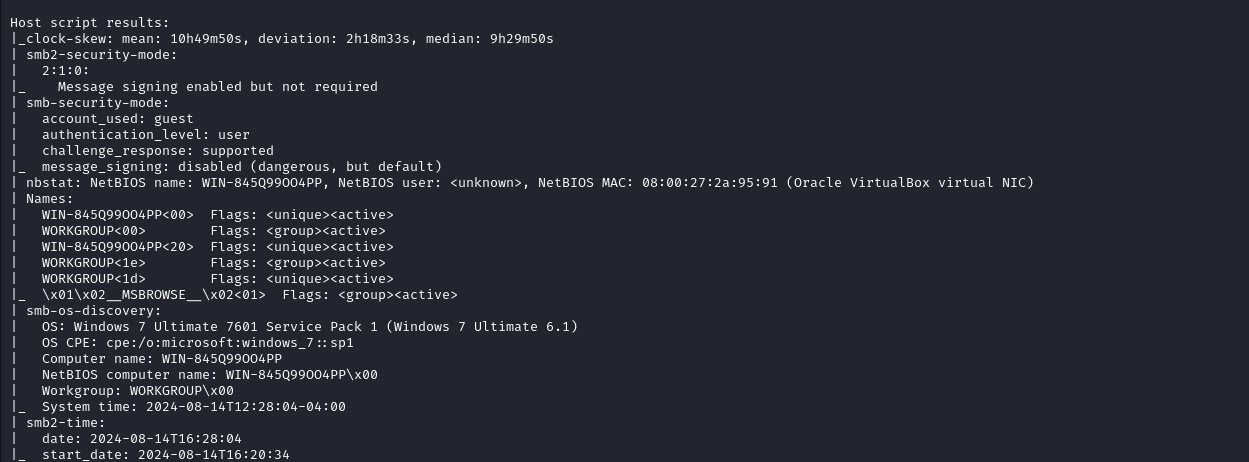 Host script results:
|_clock-skew: mean: 10h49m50s, deviation: 2h18m33s, median: 9h29m50s
| smb2-security-mode:
|   2:1:0:
|_    Message signing enabled but not required
| smb-security-mode:
|   account_used: guest
|   authentication_level: user
|   challenge_response: supported
|_  message_signing: disabled (dangerous, but default)
| nbstat: NetBIOS name: WIN-845Q99OO4PP, NetBIOS user: <unknown>, NetBIOS MAC: 08:00:27:2a:95:91 (Oracle VirtualBox virtual NIC)
| Names:
|   WIN-845Q99OO4PP<00>  Flags: <unique><active>
|   WORKGROUP<00>        Flags: <group><active>
|   WIN-845Q99OO4PP<20>  Flags: <unique><active>
|   WORKGROUP<1e>        Flags: <group><active>
|   WORKGROUP<1d>        Flags: <unique><active>
|_  \x01\x02__MSBROWSE__\x02<01>  Flags: <group><active>
| smb-os-discovery:
|   OS: Windows 7 Ultimate 7601 Service Pack 1 (Windows 7 Ultimate 6.1)
|   OS CPE: cpe:/o:microsoft:windows_7::sp1
|   Computer name: WIN-845Q99OO4PP
|   NetBIOS computer name: WIN-845Q99OO4PP\x00
|   Workgroup: WORKGROUP\x00
|_  System time: 2024-08-14T12:28:04-04:00
| smb2-time:
|   date: 2024-08-14T16:28:04
|_  start_date: 2024-08-14T16:20:34